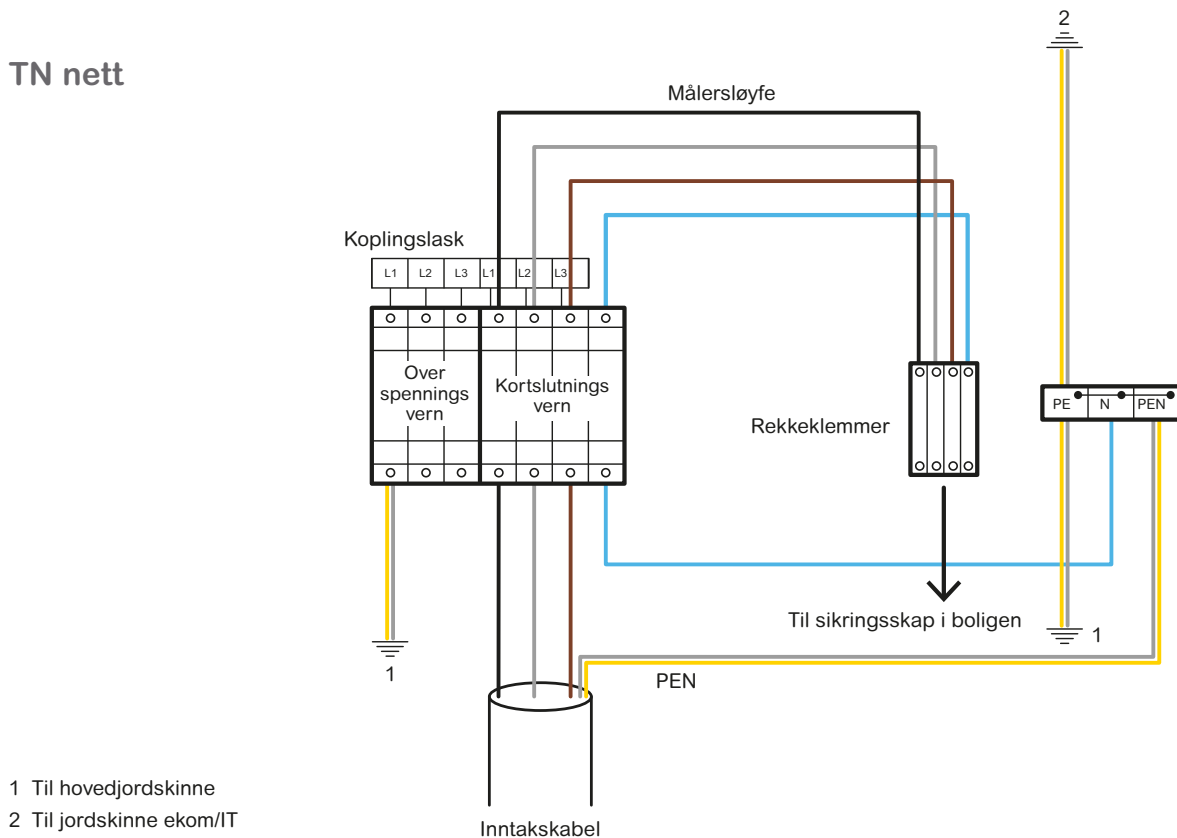 2
TN nett
Målersløyfe
Koplingslask
L1 L2 L3 L1 L2 L3
Over
spennings
vern
Kortslutnings
vern
Rekkeklemmer
PE N PEN
Til sikringsskap i boligen
1
1
PEN
1 Til hovedjordskinne
2 Til jordskinne ekom/IT
Inntakskabel